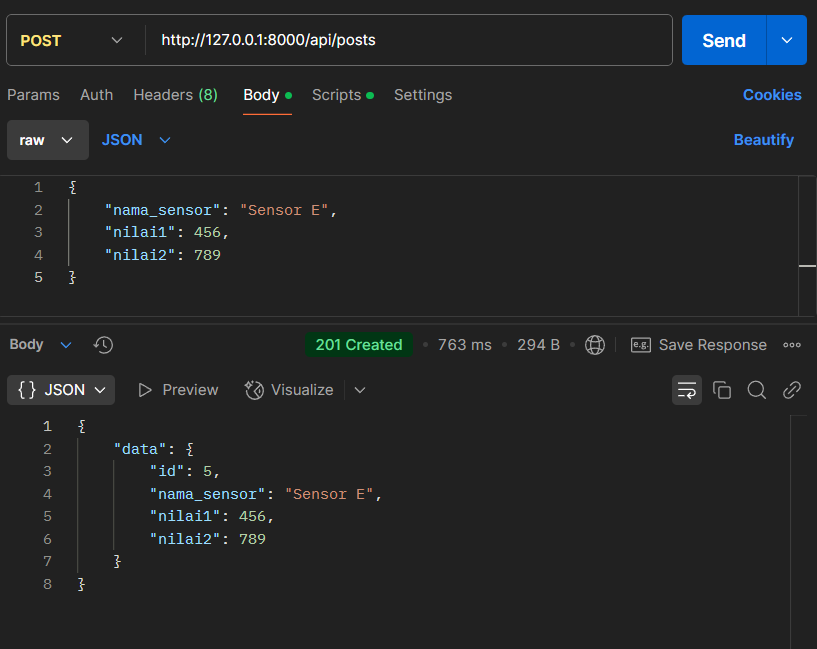 POST http://127.0.0.1:8000/api/posts Send
Params Auth Headers (8) Body Scripts Settings Cookies
raw JSON Beautify
1 {
2 "nama_sensor": "Sensor E",
3 "nilai1": 456,
4 "nilai2": 789
5 }
Body 201 Created • 763 ms • 294 B • e.g. Save Response
{} JSON Preview Visualize
1 {
2 "data": {
3 "id": 5,
4 "nama_sensor": "Sensor E",
5 "nilai1": 456,
6 "nilai2": 789
7 }
8 }